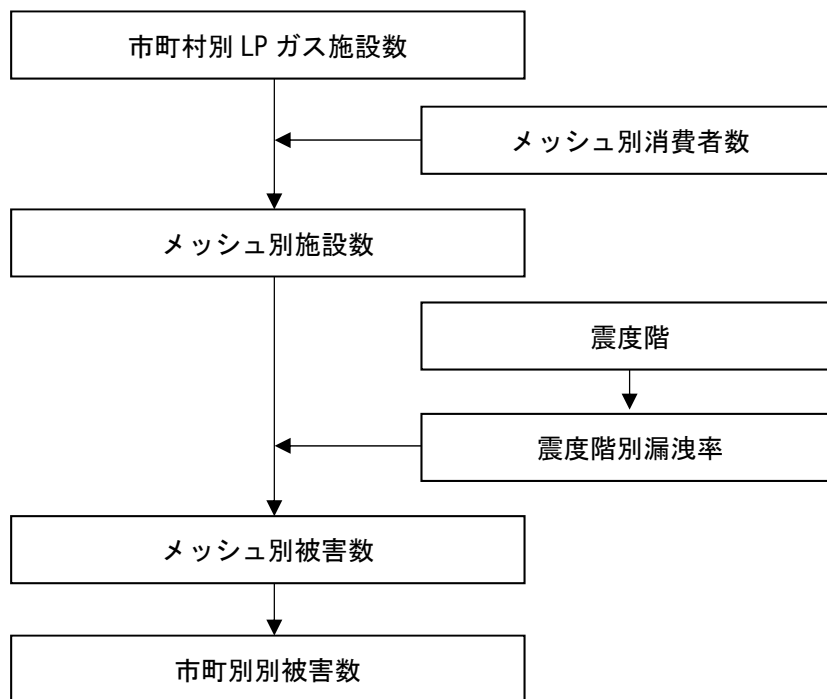 市町村別 LP ガス施設数
メッシュ別消費者数
メッシュ別施設数
震度階
震度階別漏洩率
メッシュ別被害数
市町別別被害数